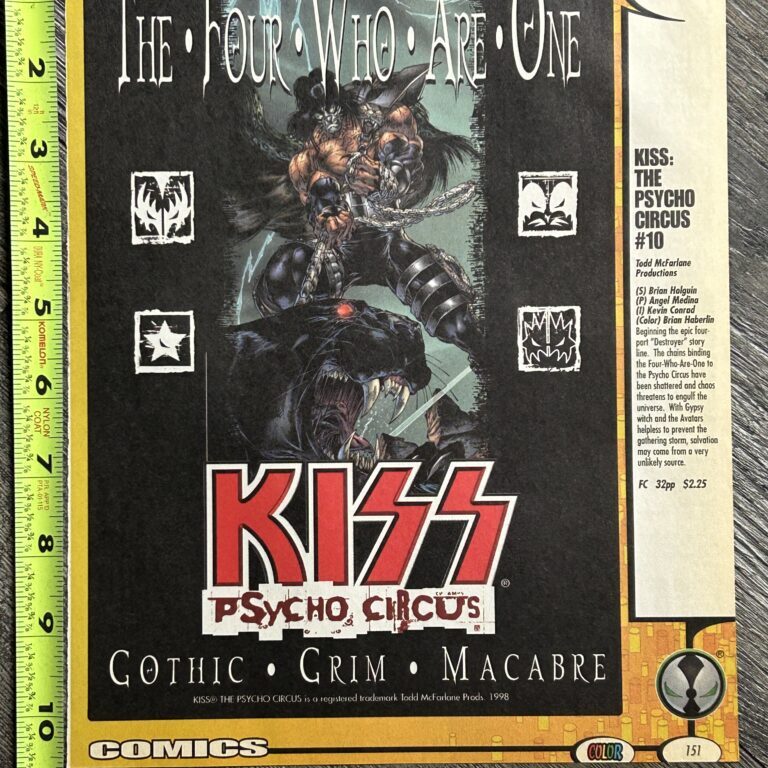 THE • FOUR • WHO • ARE • ONE
KISS:
THE
PSYCHO
CIRCUS
#10
Todd McFarlane
Productions
(S) Brian Holguin
(P) Angel Medina
(I) Kevin Conrad
(Color) Brian Haberlin
Beginning the epic four-
part "Destroyer" story
line. The chains binding
the Four-Who-Are-One to
the Psycho Circus have
been shattered and chaos
threatens to engulf the
universe. With Gypsy
witch and the Avatars
helpless to prevent the
gathering storm, salvation
may come from a very
unlikely source.
FC 32pp $2.25
KISS®
PSYCHO CIRCUS
GOTHIC • GRIM • MACABRE
KISS® THE PSYCHO CIRCUS is a registered trademark Todd McFarlane Prods. 1998
COMICS
COLOR
151
2
3
4
5
KOMELON
6
NYLON
COAT
7
8
9
10